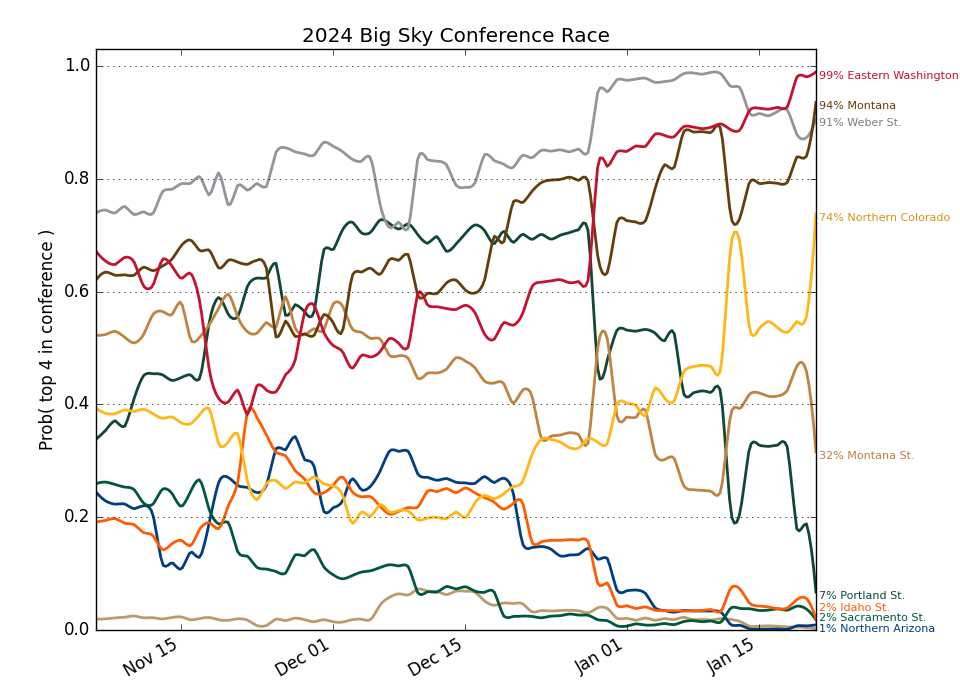 2024 Big Sky Conference Race
Prob( top 4 in conference )
1.0
0.8
0.6
0.4
0.2
0.0
Nov 15
Dec 01
Dec 15
Jan 01
Jan 15
99% Eastern Washington
94% Montana
91% Weber St.
74% Northern Colorado
32% Montana St.
7% Portland St.
2% Idaho St.
2% Sacramento St.
1% Northern Arizona